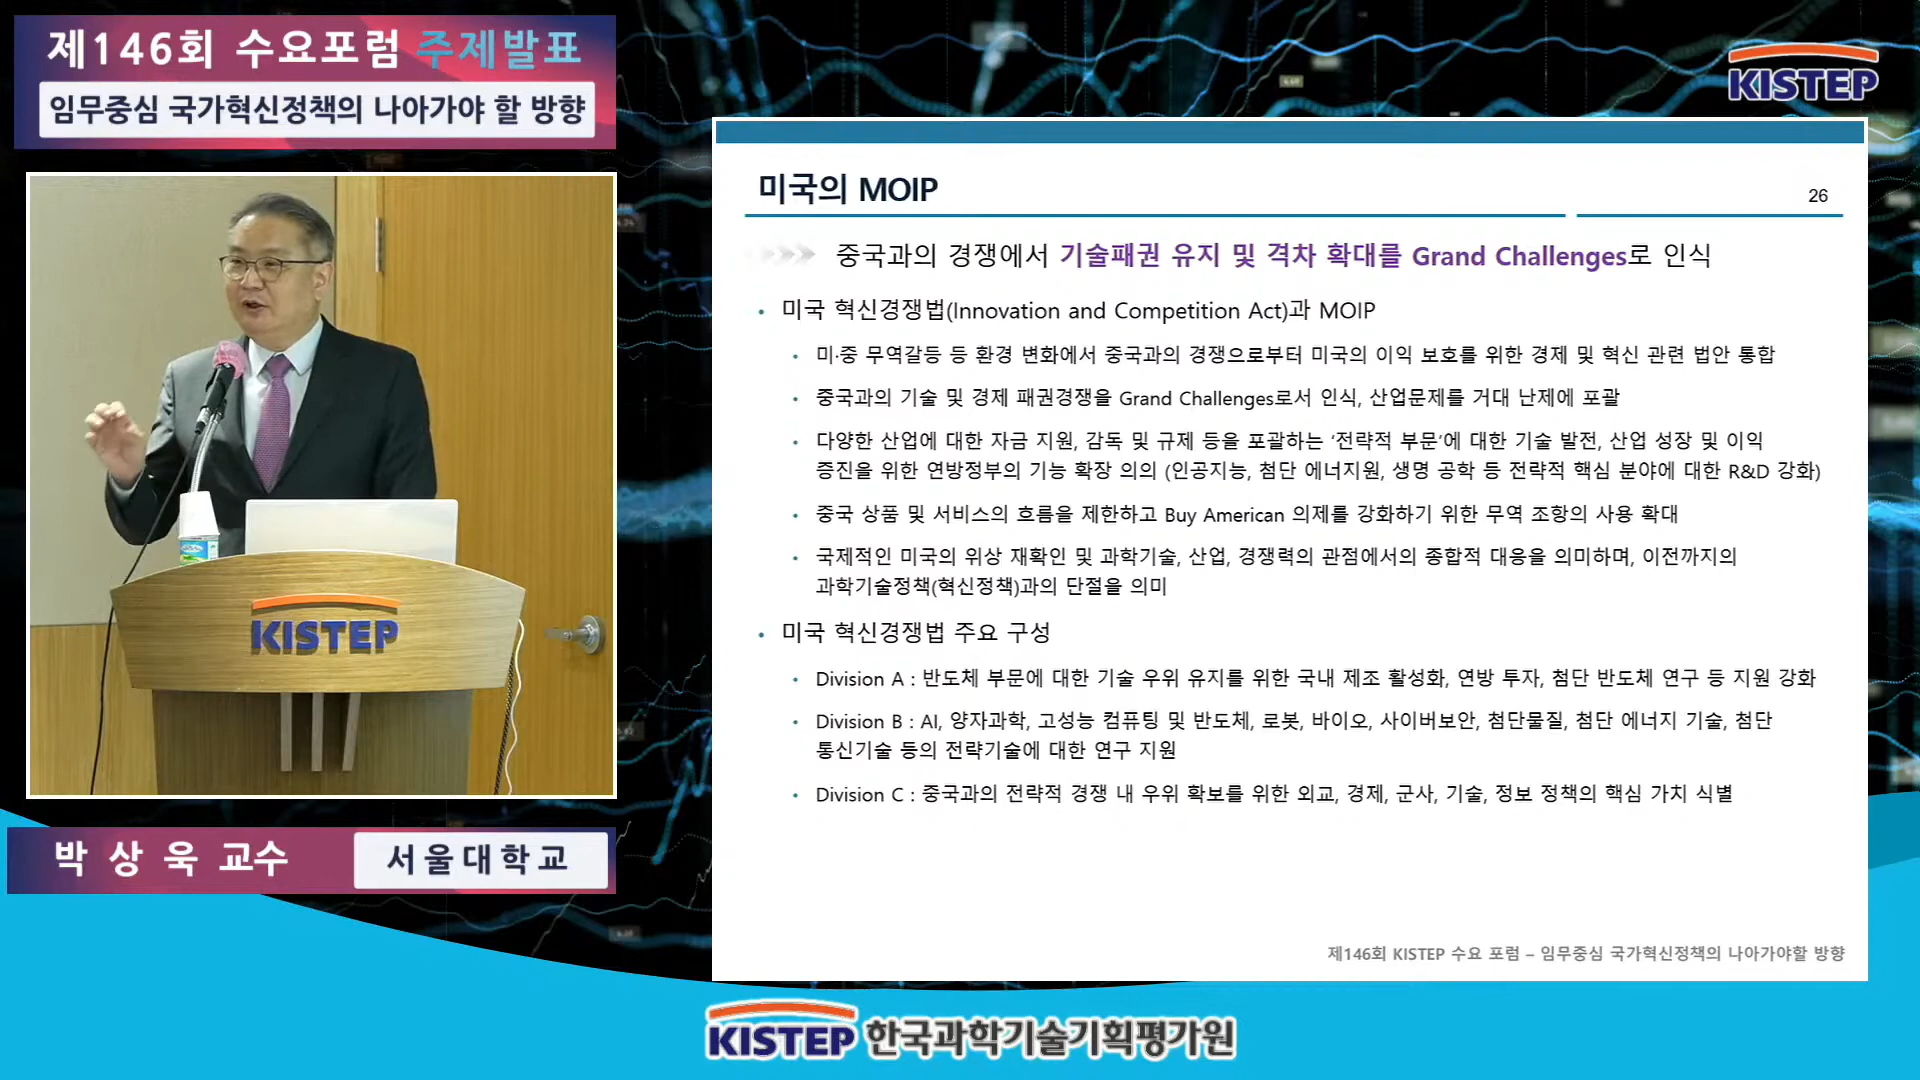 제146회 수요포럼 주제발표
임무중심 국가혁신정책의 나아가야 할 방향
KISTEP
미국의 MOIP
26
중국과의 경쟁에서 기술패권 유지 및 격차 확대를 Grand Challenges로 인식
• 미국 혁신경쟁법(Innovation and Competition Act)과 MOIP
• 미·중 무역갈등 등 환경 변화에서 중국과의 경쟁으로부터 미국의 이익 보호를 위한 경제 및 혁신 관련 법안 통합
• 중국과의 기술 및 경제 패권경쟁을 Grand Challenges로서 인식, 산업문제를 거대 난제에 포괄
• 다양한 산업에 대한 자금 지원, 감독 및 규제 등을 포괄하는 ‘전략적 부문’에 대한 기술 발전, 산업 성장 및 이익
증진을 위한 연방정부의 기능 확장 의의 (인공지능, 첨단 에너지원, 생명 공학 등 전략적 핵심 분야에 대한 R&D 강화)
• 중국 상품 및 서비스의 흐름을 제한하고 Buy American 의제를 강화하기 위한 무역 조항의 사용 확대
• 국제적인 미국의 위상 재확인 및 과학기술, 산업, 경쟁력의 관점에서의 종합적 대응을 의미하며, 이전까지의
과학기술정책(혁신정책)과의 단절을 의미
• 미국 혁신경쟁법 주요 구성
• Division A : 반도체 부문에 대한 기술 우위 유지를 위한 국내 제조 활성화, 연방 투자, 첨단 반도체 연구 등 지원 강화
• Division B : AI, 양자과학, 고성능 컴퓨팅 및 반도체, 로봇, 바이오, 사이버보안, 첨단물질, 첨단 에너지 기술, 첨단
통신기술 등의 전략기술에 대한 연구 지원
• Division C : 중국과의 전략적 경쟁 내 우위 확보를 위한 외교, 경제, 군사, 기술, 정보 정책의 핵심 가치 식별
제146회 KISTEP 수요 포럼 – 임무중심 국가혁신정책의 나아가야할 방향
KISTEP
박상욱 교수
서울대학교
KISTEP 한국과학기술기획평가원